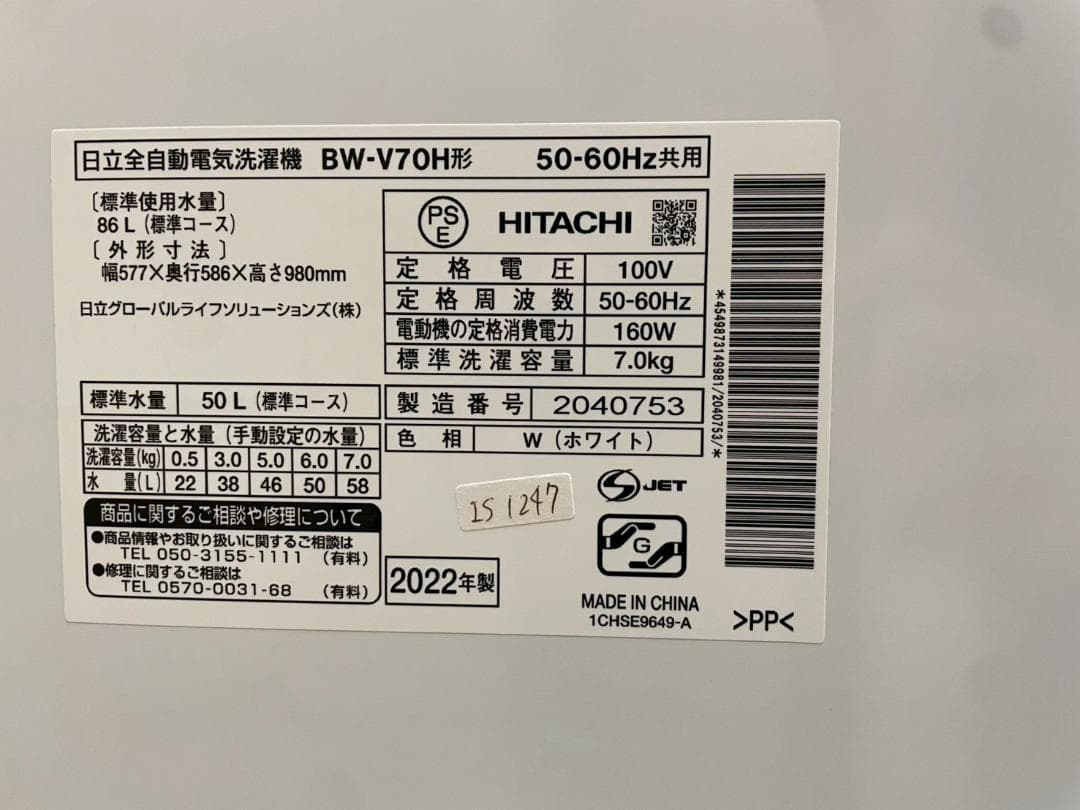 日立全自動電気洗濯機 BW-V70H形 50-60Hz共用
〔標準使用水量〕
86 L (標準コース)
〔外形寸法〕
幅577×奥行586×高さ980mm
日立グローバルライフソリューションズ(株)
PS
E
HITACHI
定格電圧 100V
定格周波数 50-60Hz
電動機の定格消費電力 160W
標準洗濯容量 7.0kg
標準水量 50 L (標準コース)
洗濯容量と水量 (手動設定の水量)
洗濯容量(kg) 0.5 3.0 5.0 6.0 7.0
水量(L) 22 38 46 50 58
製造番号 2040753
色相 W (ホワイト)
商品に関するご相談や修理について
●商品情報やお取り扱いに関するご相談は
TEL 050-3155-1111 (有料)
●修理に関するご相談は
TEL 0570-0031-68 (有料)
IS 1247
2022年製
S JET
G
MADE IN CHINA
1CHSE9649-A
>PP<
*4549873149981/2040753/*